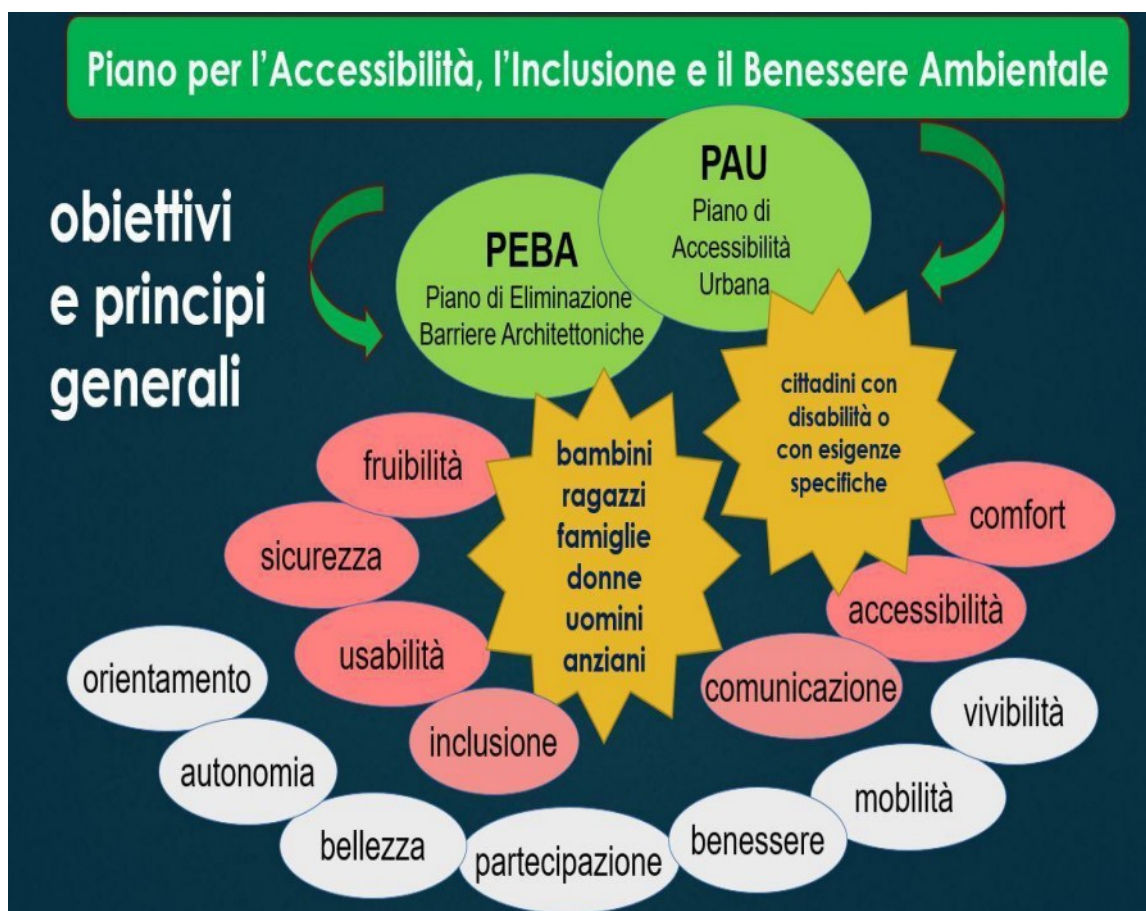 Piano per l'Accessibilità, l'Inclusione e il Benessere Ambientale
obiettivi
e principi
generali
PEBA
Piano di Eliminazione
Barriere Architettoniche
PAU
Piano di
Accessibilità
Urbana
bambini
ragazzi
famiglie
donne
uomini
anziani
cittadini con
disabilità o
con esigenze
specifiche
fruibilità
sicurezza
usabilità
inclusione
comfort
accessibilità
comunicazione
orientamento
autonomia
bellezza
partecipazione
benessere
mobilità
vivibilità